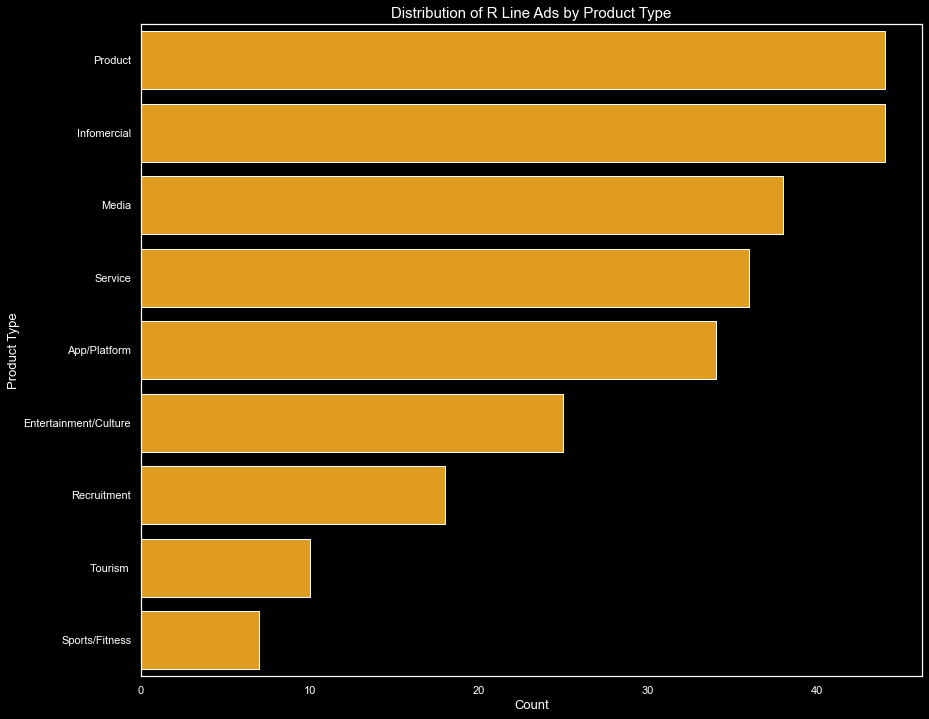 Distribution of R Line Ads by Product Type
Product Type
Product
Infomercial
Media
Service
App/Platform
Entertainment/Culture
Recruitment
Tourism
Sports/Fitness
0 10 20 30 40
Count